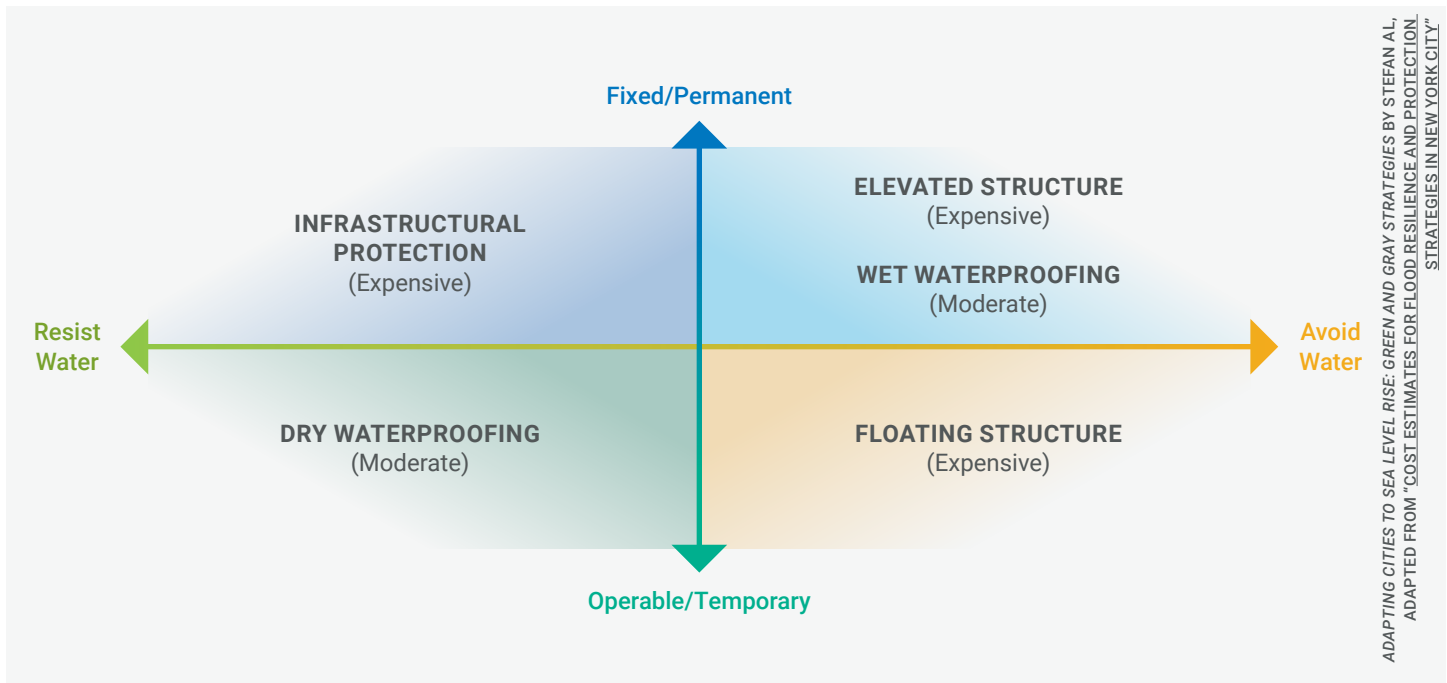 Fixed/Permanent
INFRASTRUCTURAL
PROTECTION
(Expensive)
ELEVATED STRUCTURE
(Expensive)
WET WATERPROOFING
(Moderate)
Resist
Water
Avoid
Water
DRY WATERPROOFING
(Moderate)
FLOATING STRUCTURE
(Expensive)
Operable/Temporary
ADAPTING CITIES TO SEA LEVEL RISE: GREEN AND GRAY STRATEGIES BY STEFAN AL,
ADAPTED FROM “COST ESTIMATES FOR FLOOD RESILIENCE AND PROTECTION
STRATEGIES IN NEW YORK CITY”